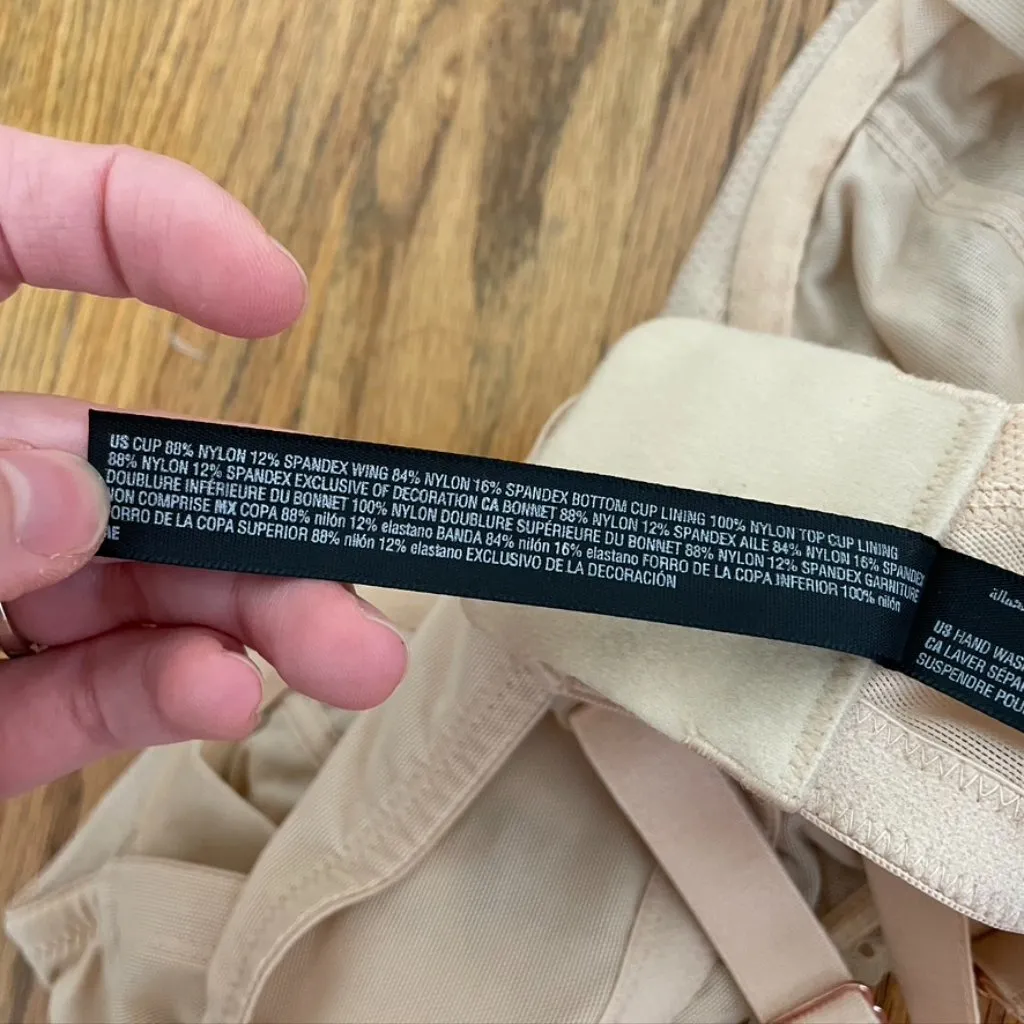 US CUP 88% NYLON 12% SPANDEX WING 84% NYLON 16% SPANDEX BOTTOM CUP LINING 100% NYLON TOP CUP LINING
88% NYLON 12% SPANDEX EXCLUSIVE OF DECORATION CA BONNET 88% NYLON 12% SPANDEX AILE 84% NYLON 16% SPANDEX
DOUBLURE INFÉRIEURE DU BONNET 100% NYLON DOUBLURE SUPÉRIEURE DU BONNET 88% NYLON 12% SPANDEX GARNITURE
NON COMPRISE MX COPA 88% nilón 12% elastano BANDA 84% nilón 16% elastano FORRO DE LA COPA INFERIOR 100% nilón
FORRO DE LA COPA SUPERIOR 88% nilón 12% elastano EXCLUSIVO DE LA DECORACIÓN
US HAND WASH
CA LAVER SÉPA
SUSPENDRE POU